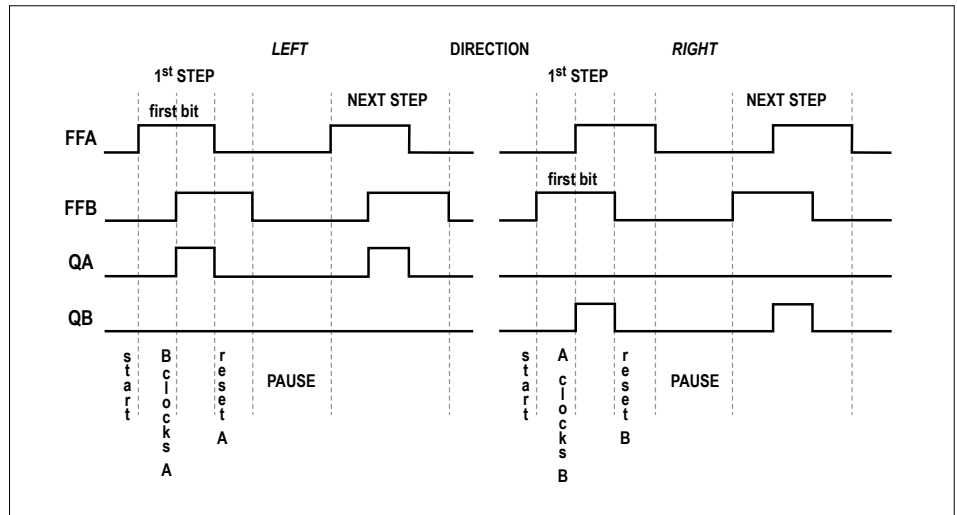 LEFT DIRECTION RIGHT
1st STEP 1st STEP
NEXT STEP NEXT STEP
first bit
FFA
first bit
FFB
QA
QB
start B clocks A reset A PAUSE start A clocks B reset B PAUSE